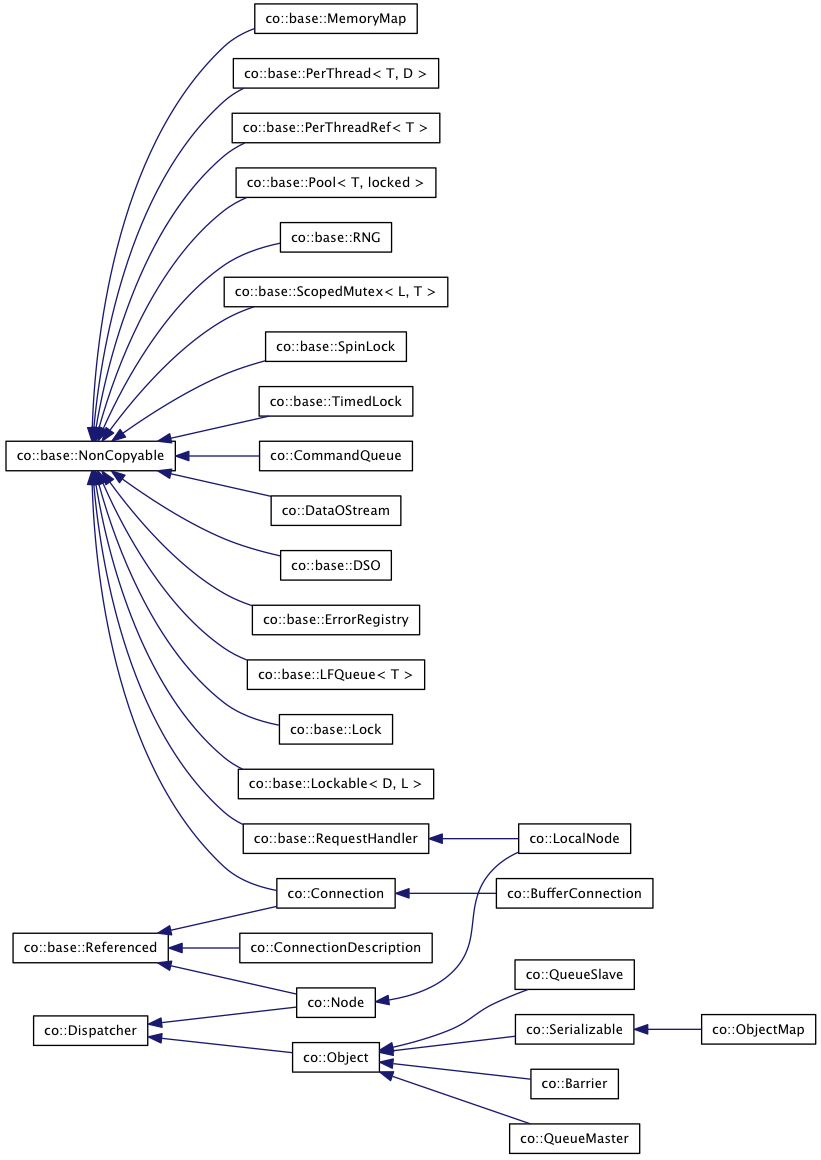 co::base::MemoryMap
co::base::PerThread< T, D >
co::base::PerThreadRef< T >
co::base::Pool< T, locked >
co::base::RNG
co::base::ScopedMutex< L, T >
co::base::SpinLock
co::base::TimedLock
co::base::NonCopyable
co::CommandQueue
co::DataOStream
co::base::DSO
co::base::ErrorRegistry
co::base::LFQueue< T >
co::base::Lock
co::base::Lockable< D, L >
co::base::RequestHandler
co::LocalNode
co::Connection
co::BufferConnection
co::base::Referenced
co::ConnectionDescription
co::QueueSlave
co::Node
co::Dispatcher
co::Serializable
co::ObjectMap
co::Object
co::Barrier
co::QueueMaster